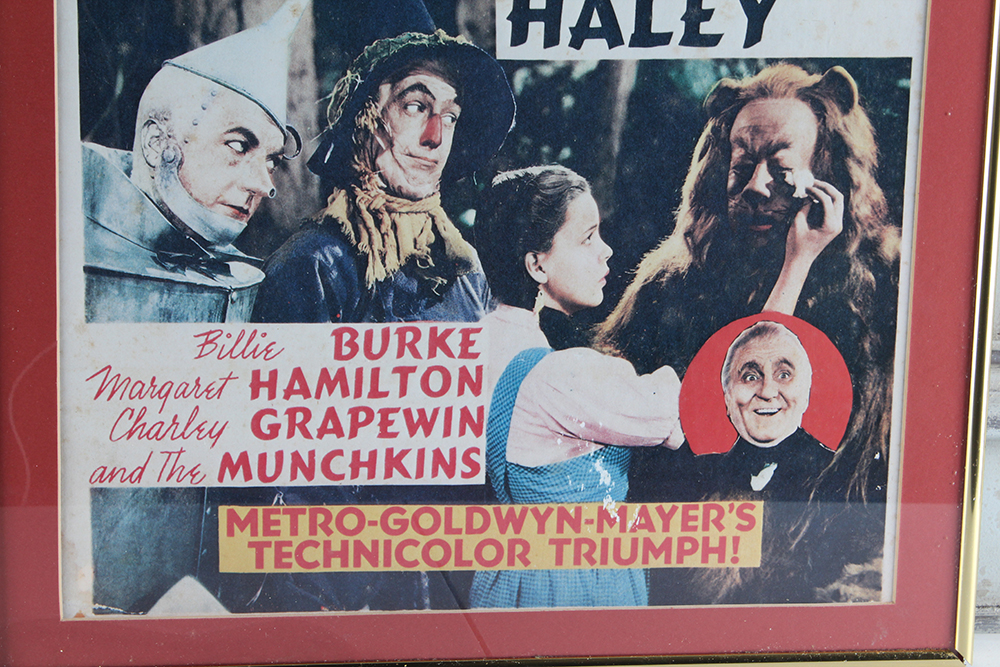 HALEY
Billie BURKE
Margaret HAMILTON
Charley GRAPEWIN
and The MUNCHKINS
METRO-GOLDWYN-MAYER'S
TECHNICOLOR TRIUMPH!